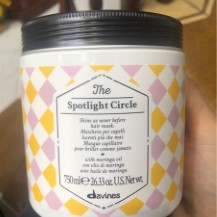 The
Spotlight Circle
Shine as never before
hair mask.
Maschera per capelli
lucenti più che mai.
Masque capillaire
pour briller comme jamais.
with moringa oil
con olio di moringa
avec huile de moringa
750 ml e 26.33 oz. U.S. Net wt.
davines